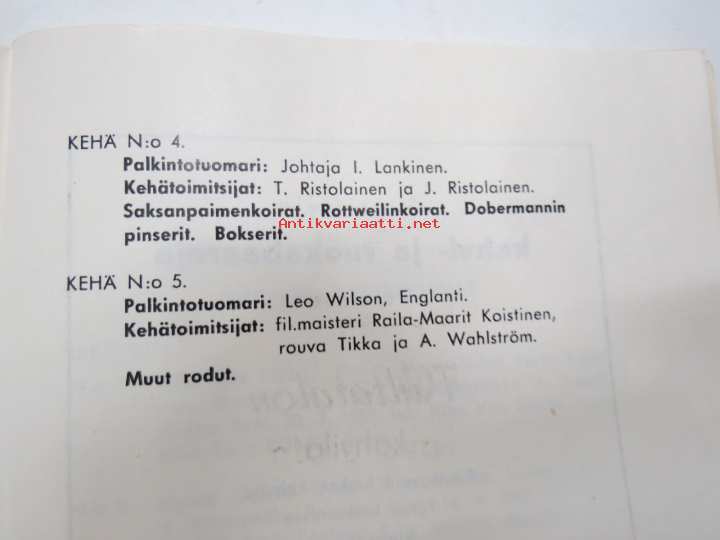 KEHÄ N:o 4.
Palkintotuomari: Johtaja I. Lankinen.
Kehätoimitsijat: T. Ristolainen ja J. Ristolainen.
Saksanpaimenkoirat. Rottweilinkoirat. Dobermannin
Antikvariaatti.net
pinserit. Bokserit.
KEHÄ N:o 5.
Palkintotuomari: Leo Wilson, Englanti.
Kehätoimitsijat: fil.maisteri Raila-Maarit Koistinen,
rouva Tikka ja A. Wahlström.
Muut rodut.